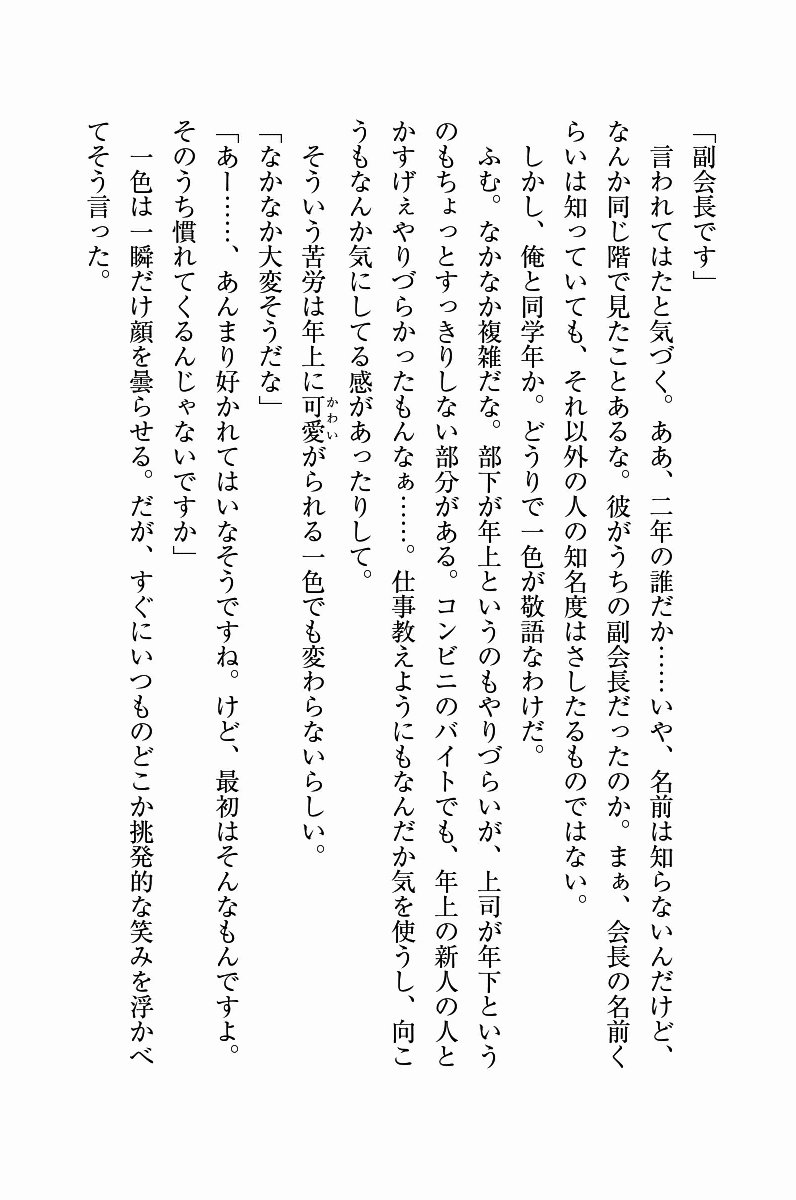 「副会長です」
　言われてはたと気づく。ああ、二年の誰だか……いや、名前は知らないんだけど、
なんか同じ階で見たことあるな。彼がうちの副会長だったのか。まぁ、会長の名前く
らいは知っていても、それ以外の人の知名度はさしたるものではない。
　しかし、俺と同学年か。どうりで一色が敬語なわけだ。
　ふむ。なかなか複雑だな。部下が年上というのもやりづらいが、上司が年下という
のもちょっとすっきりしない部分がある。コンビニのバイトでも、年上の新人の人と
かすげぇやりづらかったもんなぁ……。仕事教えようにもなんだか気を使うし、向こ
うもなんか気にしてる感があったりして。
　そういう苦労は年上に可愛がられる一色でも変わらないらしい。
かわい
「なかなか大変そうだな」
「あー……、あんまり好かれてはいなそうですね。けど、最初はそんなもんですよ。
そのうち慣れてくるんじゃないですか」
　一色は一瞬だけ顔を曇らせる。だが、すぐにいつものどこか挑発的な笑みを浮かべ
てそう言った。